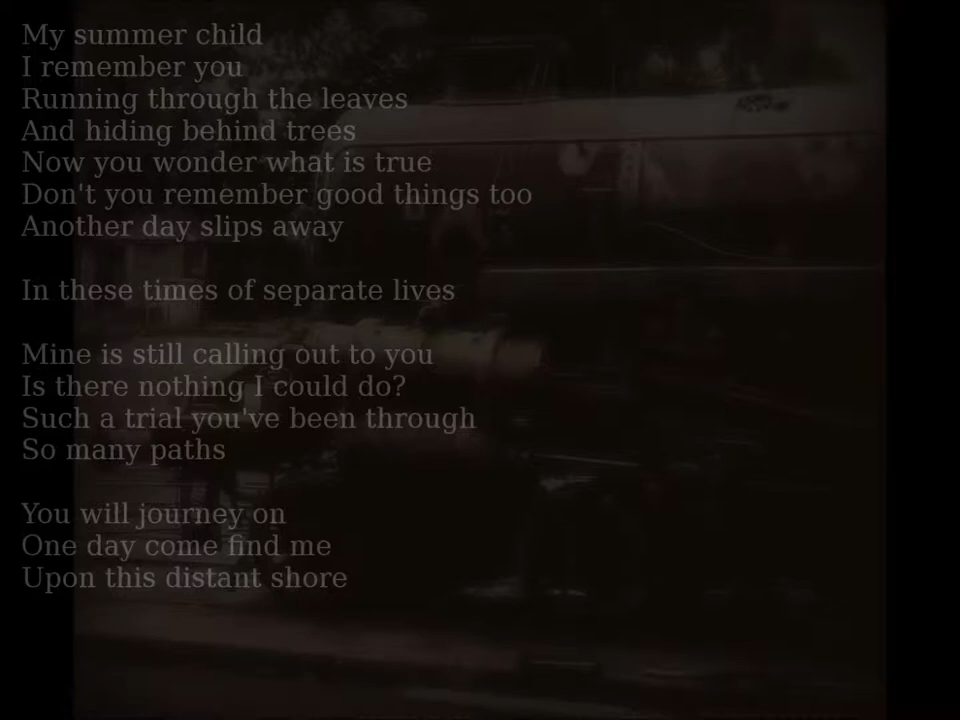 My summer child
I remember you
Running through the leaves
And hiding behind trees
Now you wonder what is true
Don't you remember good things too
Another day slips away
In these times of separate lives
Mine is still calling out to you
Is there nothing I could do?
Such a trial you've been through
So many paths
You will journey on
One day come find me
Upon this distant shore